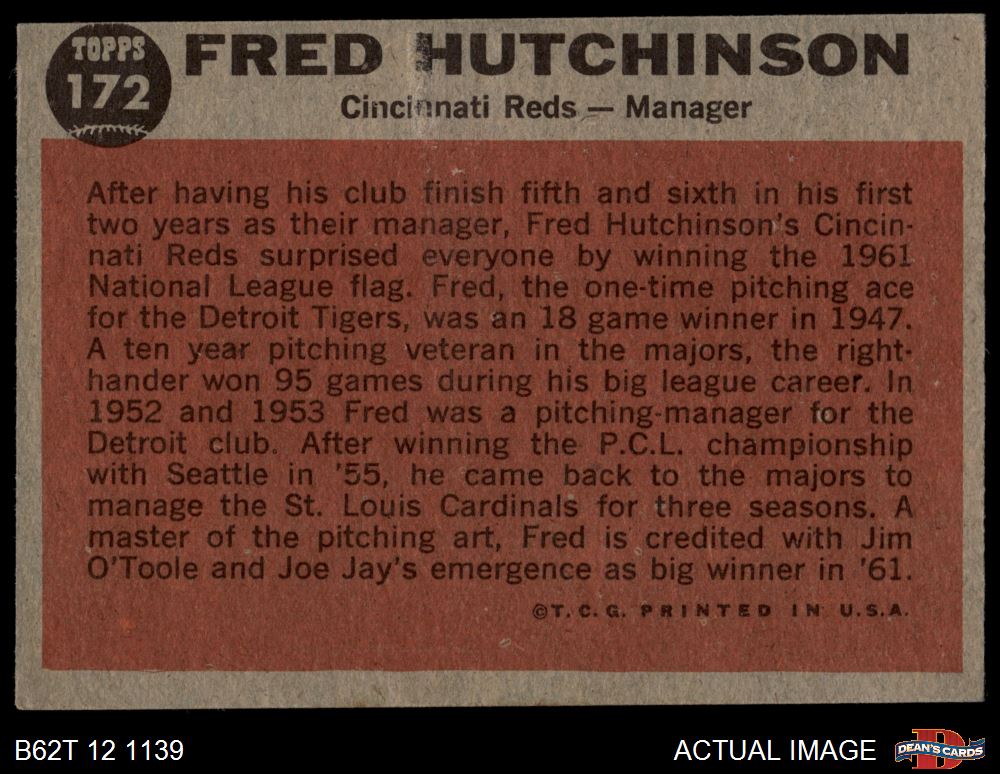 TOPPS
172
FRED HUTCHINSON
Cincinnati Reds — Manager
After having his club finish fifth and sixth in his first
two years as their manager, Fred Hutchinson's Cincin-
nati Reds surprised everyone by winning the 1961
National League flag. Fred, the one-time pitching ace
for the Detroit Tigers, was an 18 game winner in 1947.
A ten year pitching veteran in the majors, the right-
hander won 95 games during his big league career. In
1952 and 1953 Fred was a pitching-manager for the
Detroit club. After winning the P.C.L. championship
with Seattle in '55, he came back to the majors to
manage the St. Louis Cardinals for three seasons. A
master of the pitching art, Fred is credited with Jim
O'Toole and Joe Jay's emergence as big winner in '61.
©T.C.G. PRINTED IN U.S.A.
B62T 12 1139
ACTUAL IMAGE
DEAN'S CARDS